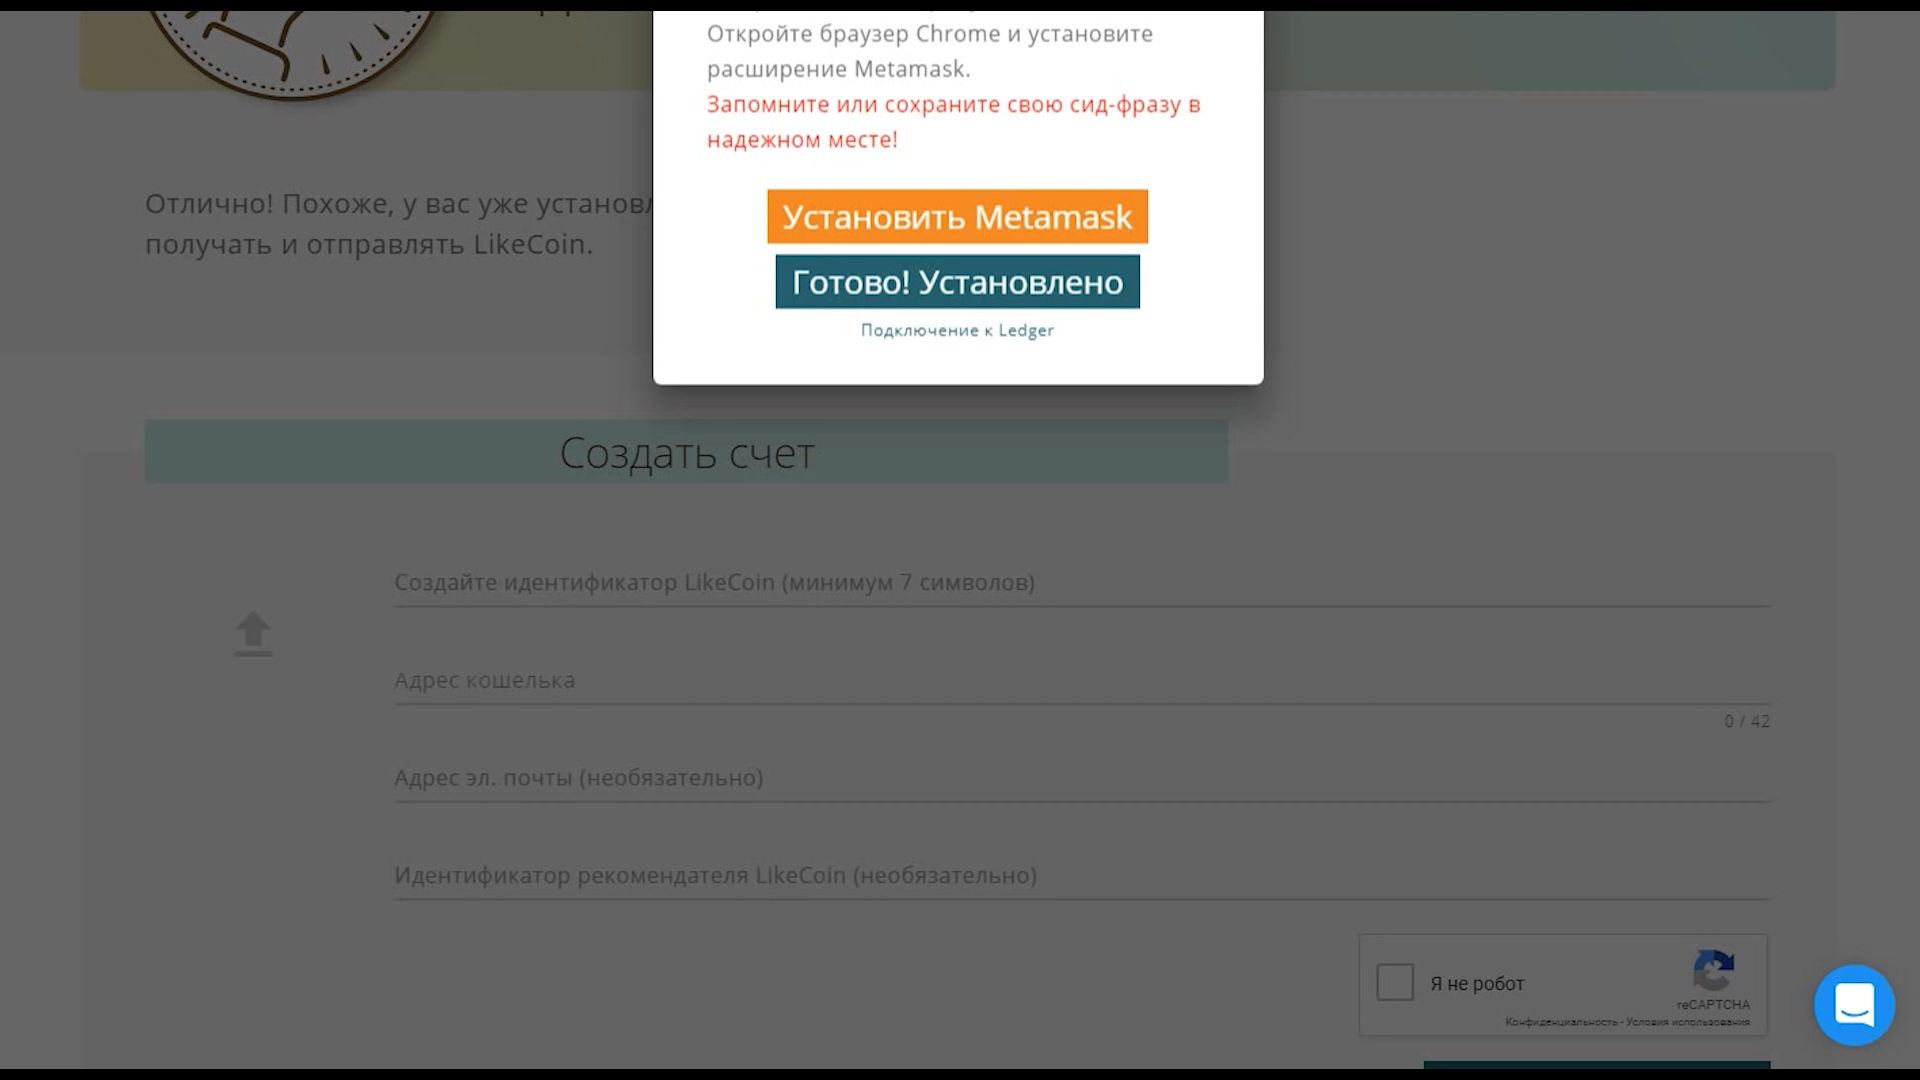 Откройте браузер Chrome и установите
расширение Metamask.
Запомните или сохраните свою сид-фразу в
надежном месте!
Установить Metamask
Готово! Установлено
Подключение к Ledger
Отлично! Похоже, у вас уже
получать и отправлять LikeCoin.
Создать счет
Создайте идентификатор LikeCoin (минимум 7 символов)
Адрес кошелька
0 / 42
Адрес эл. почты (необязательно)
Идентификатор рекомендателя LikeCoin (необязательно)
Я не робот
reCAPTCHA
Конфиденциальность - Условия использования